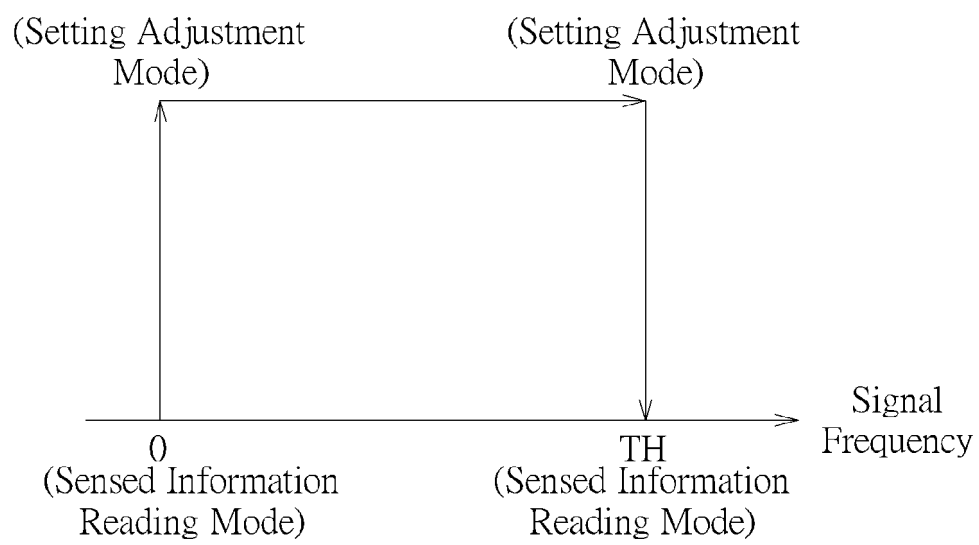 (Setting Adjustment
Mode)
(Setting Adjustment
Mode)
Signal
Frequency
0
(Sensed Information
Reading Mode)
TH
(Sensed Information
Reading Mode)